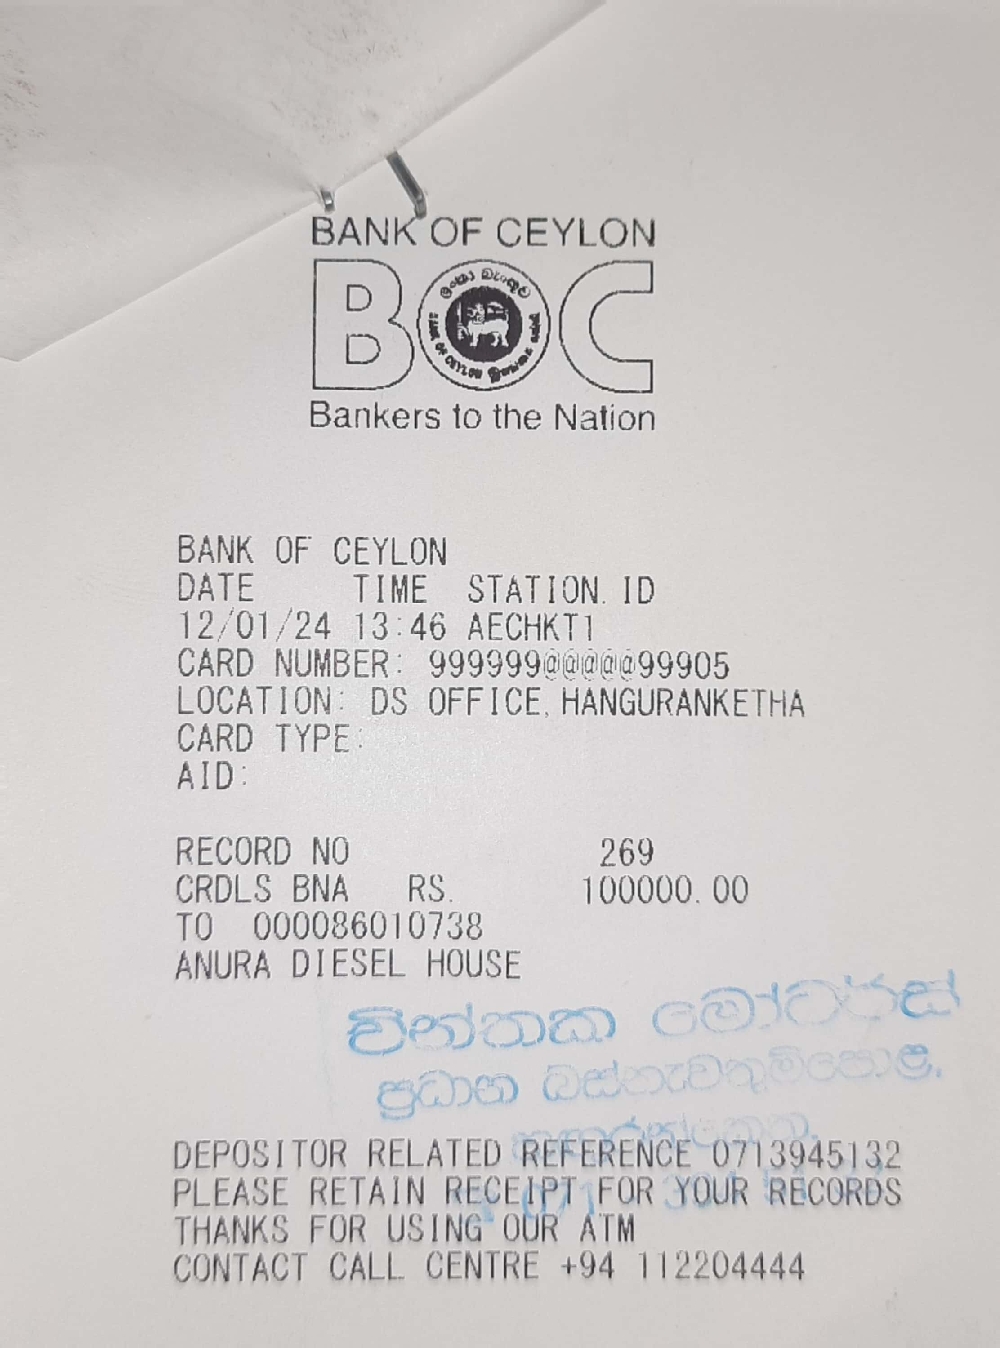 BANK OF CEYLON
BOC
ලංකා බැංකුව
BANK OF CEYLON
Bankers to the Nation
BANK OF CEYLON
DATE TIME STATION.ID
12/01/24 13:46 AECHKT1
CARD NUMBER: 999999@@@@@99905
LOCATION: DS OFFICE,HANGURANKETHA
CARD TYPE:
AID:
RECORD NO 269
CRDLS BNA RS. 100000.00
TO 000086010738
ANURA DIESEL HOUSE
චින්තක මෝටර්ස්
ප්‍රධාන බස්නැවතුම්පොළ,
DEPOSITOR RELATED REFERENCE 0713945132
PLEASE RETAIN RECEIPT FOR YOUR RECORDS
THANKS FOR USING OUR ATM
CONTACT CALL CENTRE +94 112204444